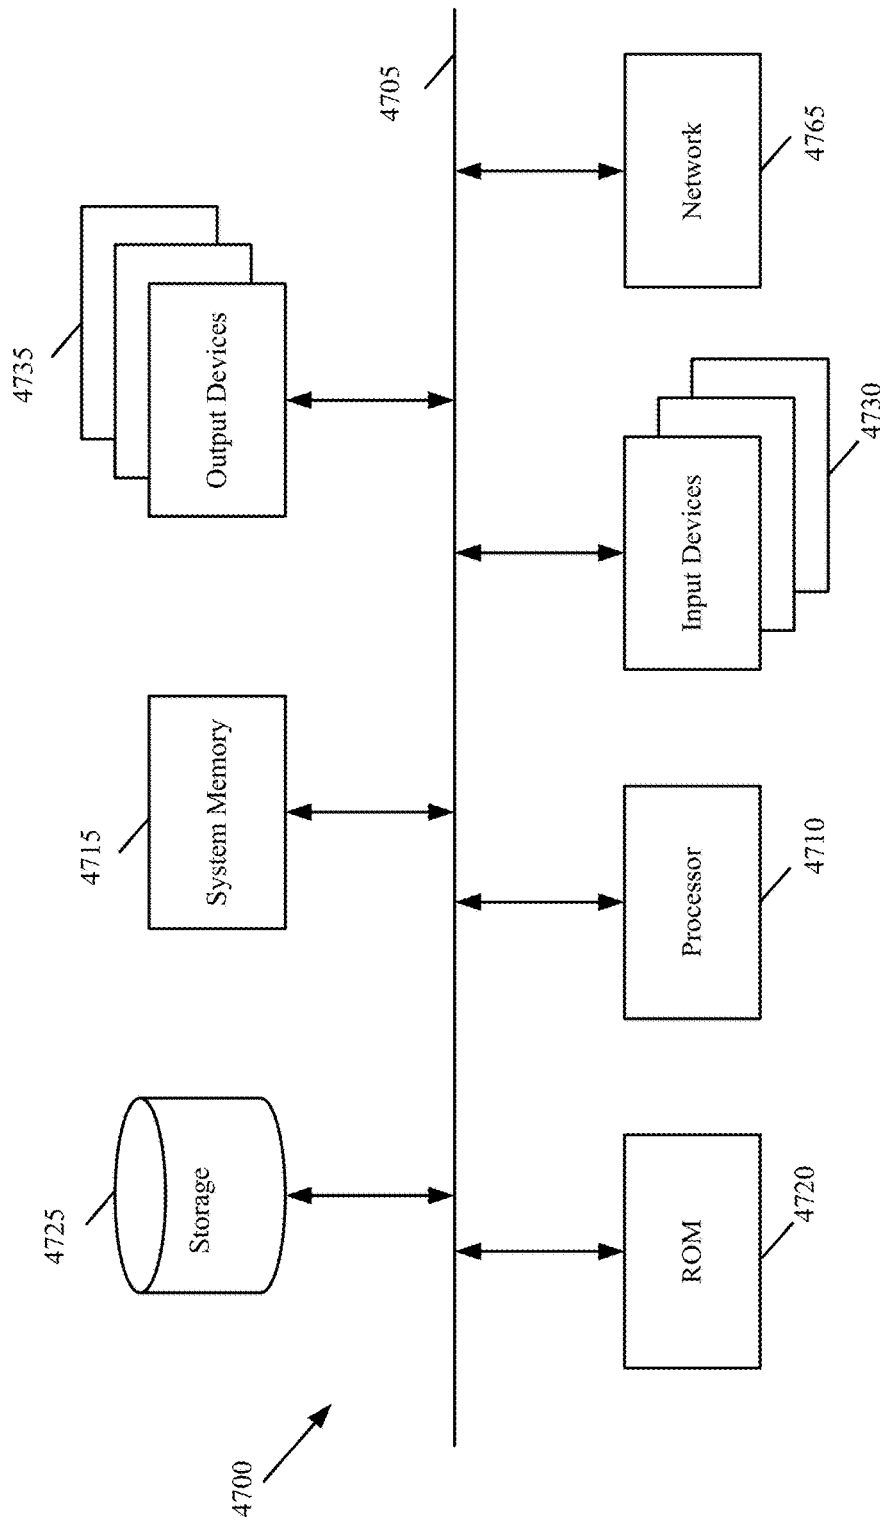 4725
Storage
4715
System Memory
4735
Output Devices
4700
4705
ROM
4720
Processor
4710
Input Devices
4730
Network
4765